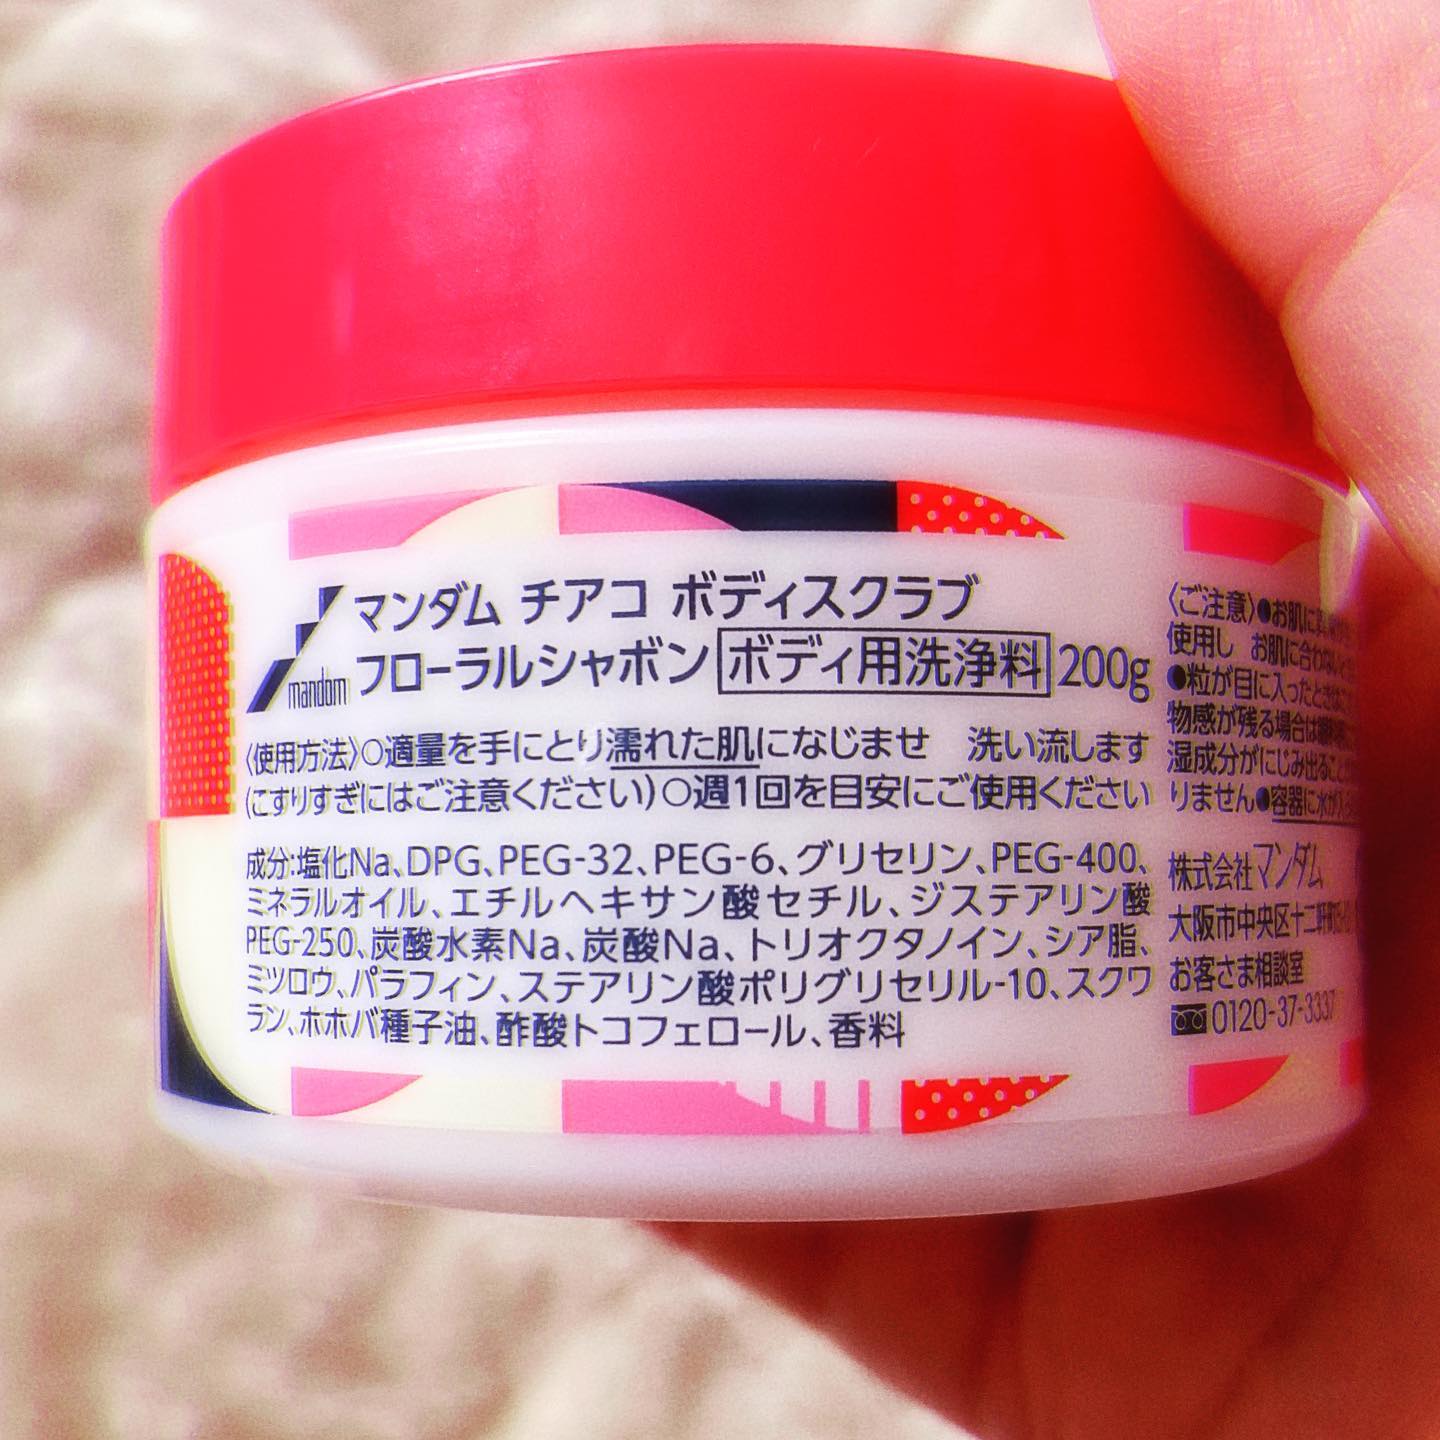 マンダム チアコ ボディスクラブ
mandom フローラルシャボン ボディ用洗浄料 200g
〈使用方法〉○適量を手にとり濡れた肌になじませ 洗い流します
(こすりすぎにはご注意ください)○週1回を目安にご使用ください
成分:塩化Na、DPG、PEG-32、PEG-6、グリセリン、PEG-400、
ミネラルオイル、エチルヘキサン酸セチル、ジステアリン酸
PEG-250、炭酸水素Na、炭酸Na、トリオクタノイン、シア脂、
ミツロウ、パラフィン、ステアリン酸ポリグリセリル-10、スクワ
ラン、ホホバ種子油、酢酸トコフェロール、香料
〈ご注意〉●お肌に
使用し お肌に合わない
●粒が目に入ったときは
物感が残る場合は
湿成分がにじみ出ること
りません●容器に水が入
株式会社マンダム
大阪市中央区十二軒町
お客さま相談室
0120-37-3337